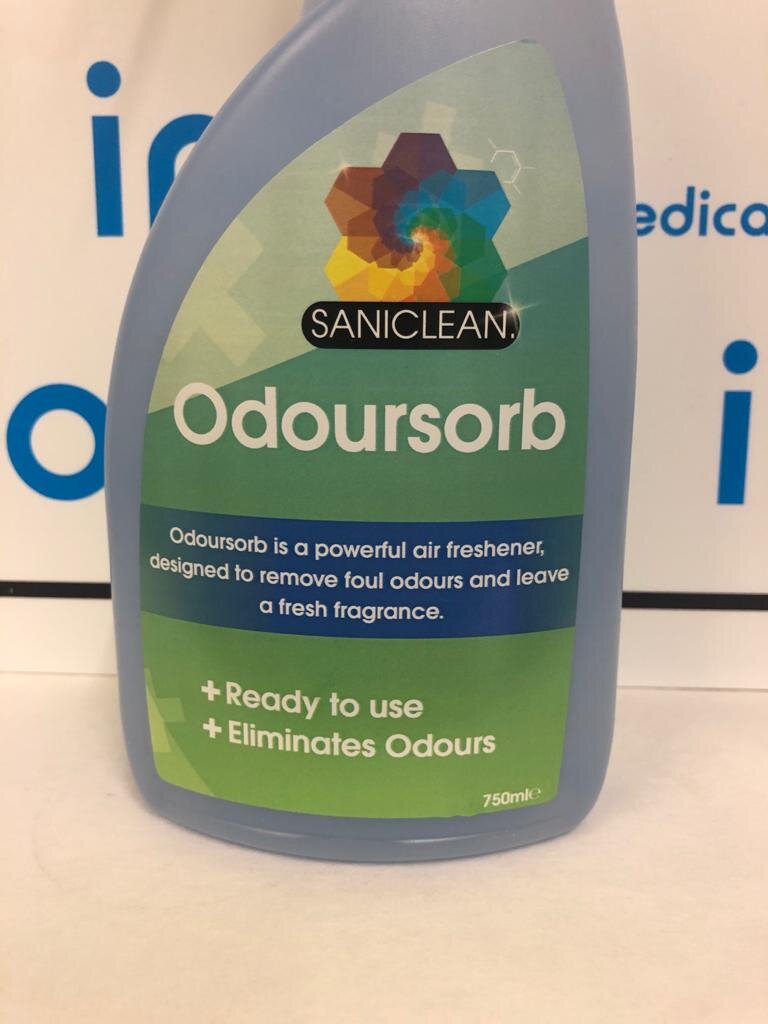 SANICLEAN.
Odoursorb
Odoursorb is a powerful air freshener,
designed to remove foul odours and leave
a fresh fragrance.
+Ready to use
+Eliminates Odours
750ml℮